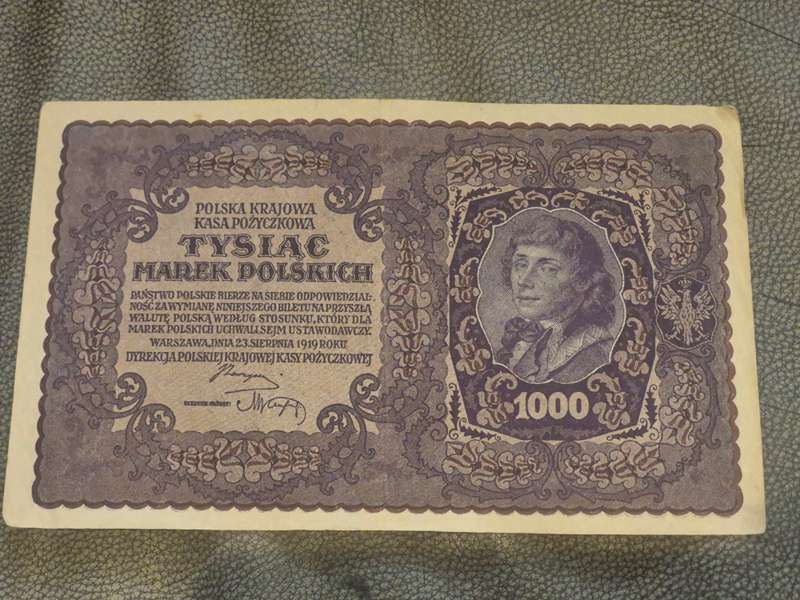 POLSKA KRAJOWA
KASA POŻYCZKOWA
TYSIĄC
MAREK POLSKICH
PAŃSTWO POLSKIE BIERZE NA SIEBIE ODPOWIEDZIAL-
NOŚĆ ZA WYMIANĘ NINIEJSZEGO BILETU NA PRZYSZŁĄ
WALUTĘ POLSKĄ WEDŁUG STOSUNKU, KTÓRY DLA
MAREK POLSKICH UCHWALI SEJM USTAWODAWCZY.
WARSZAWA, DNIA 23. SIERPNIA 1919 ROKU
DYREKCJA POLSKIEJ KRAJOWEJ KASY POŻYCZKOWEJ
1000